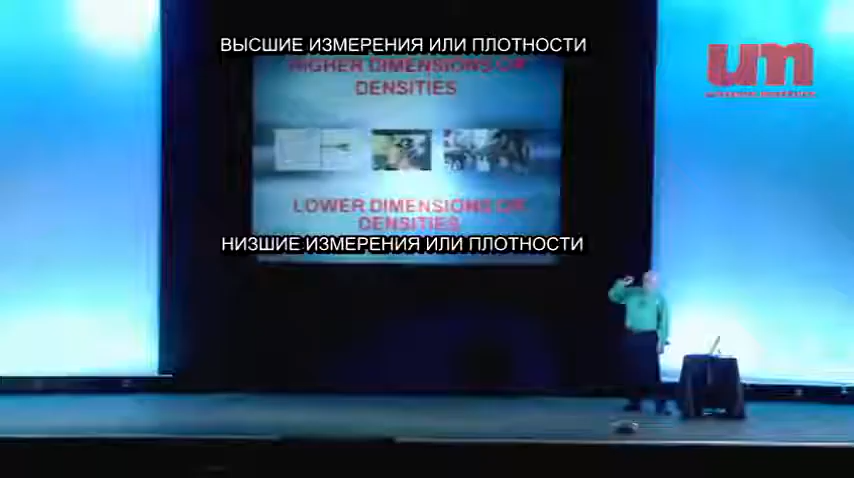 ВЫСШИЕ ИЗМЕРЕНИЯ ИЛИ ПЛОТНОСТИ
um
HIGHER DIMENSIONS OR
DENSITIES
LOWER DIMENSIONS OR
DENSITIES
НИЗШИЕ ИЗМЕРЕНИЯ ИЛИ ПЛОТНОСТИ